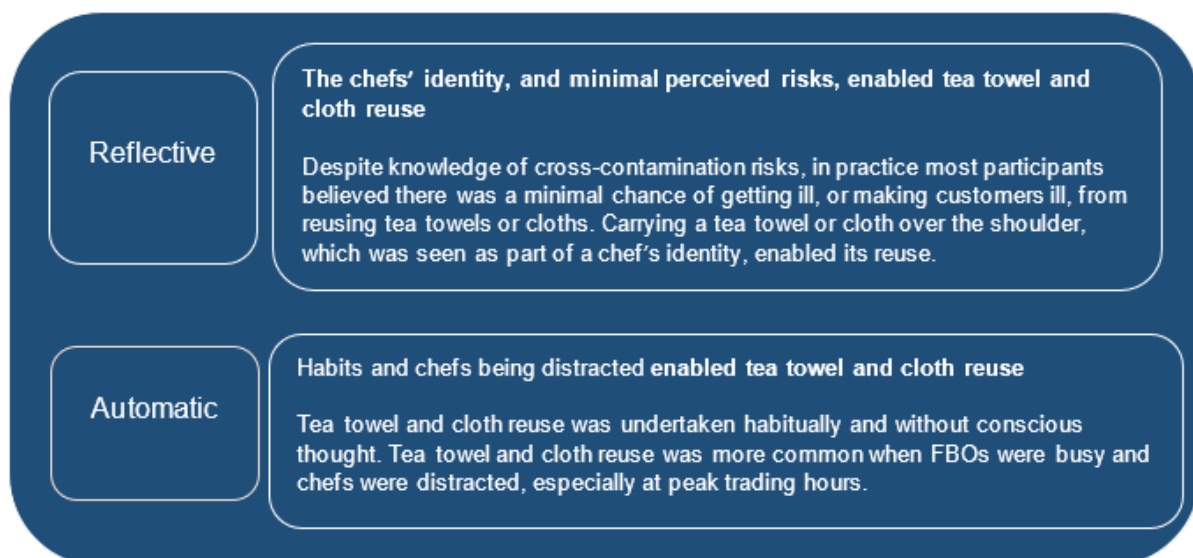 Reflective
The chefs' identity, and minimal perceived risks, enabled tea towel and
cloth reuse
Despite knowledge of cross-contamination risks, in practice most participants
believed there was a minimal chance of getting ill, or making customers ill, from
reusing tea towels or cloths. Carrying a tea towel or cloth over the shoulder,
which was seen as part of a chef's identity, enabled its reuse.
Automatic
Habits and chefs being distracted enabled tea towel and cloth reuse
Tea towel and cloth reuse was undertaken habitually and without conscious
thought. Tea towel and cloth reuse was more common when FBOs were busy and
chefs were distracted, especially at peak trading hours.